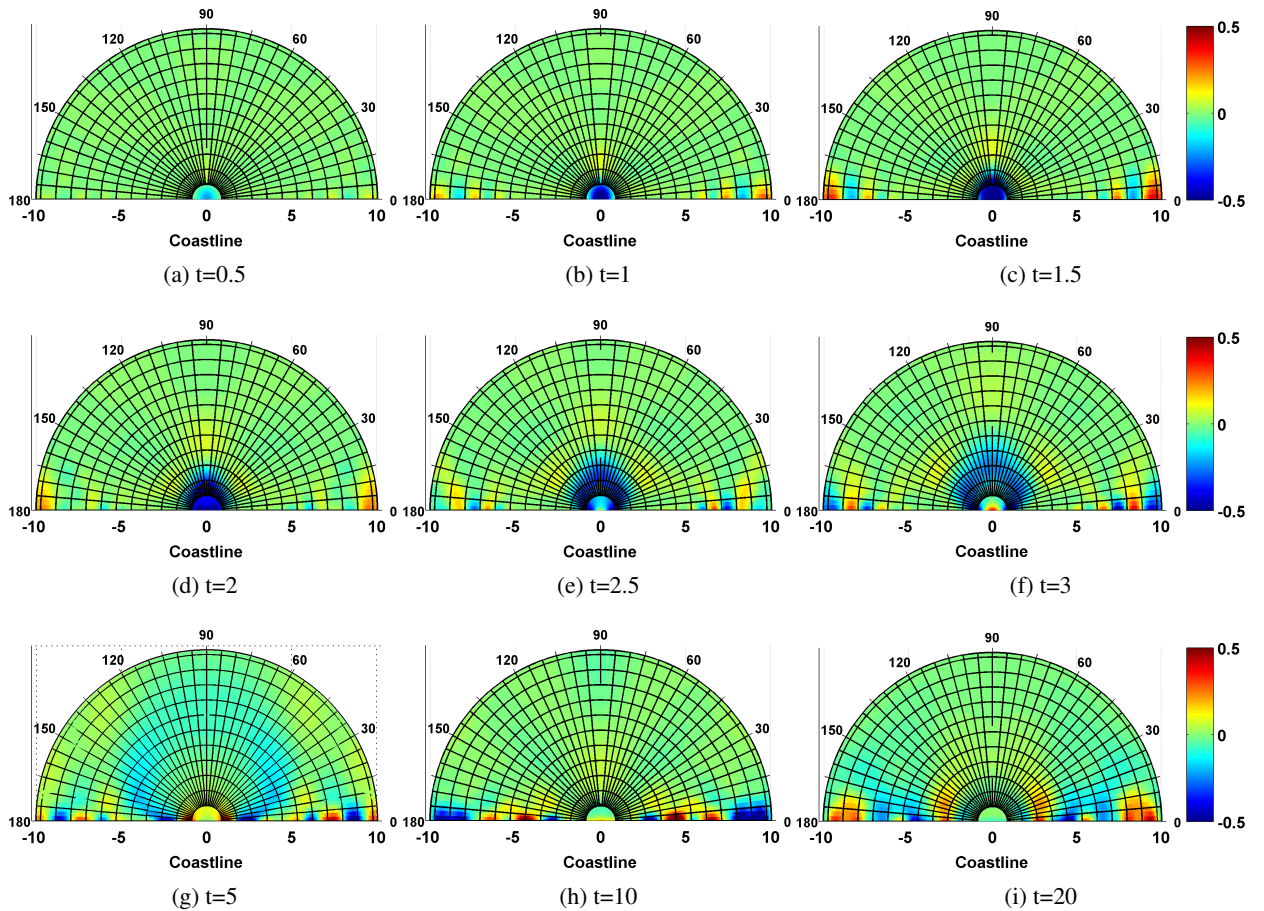 90 90 90
120 60 120 60 120 60 0.5
150 30 150 30 150 30 0
180 0 180 0 180 0 -0.5
-10 -5 0 5 10 -10 -5 0 5 10 -10 -5 0 5 10
Coastline Coastline Coastline
(a) t=0.5 (b) t=1 (c) t=1.5
90 90 90
120 60 120 60 120 60 0.5
150 30 150 30 150 30 0
180 0 180 0 180 0 -0.5
-10 -5 0 5 10 -10 -5 0 5 10 -10 -5 0 5 10
Coastline Coastline Coastline
(d) t=2 (e) t=2.5 (f) t=3
90 90 90
120 60 120 60 120 60 0.5
150 30 150 30 150 30 0
180 0 180 0 180 0 -0.5
-10 -5 0 5 10 -10 -5 0 5 10 -10 -5 0 5 10
Coastline Coastline Coastline
(g) t=5 (h) t=10 (i) t=20